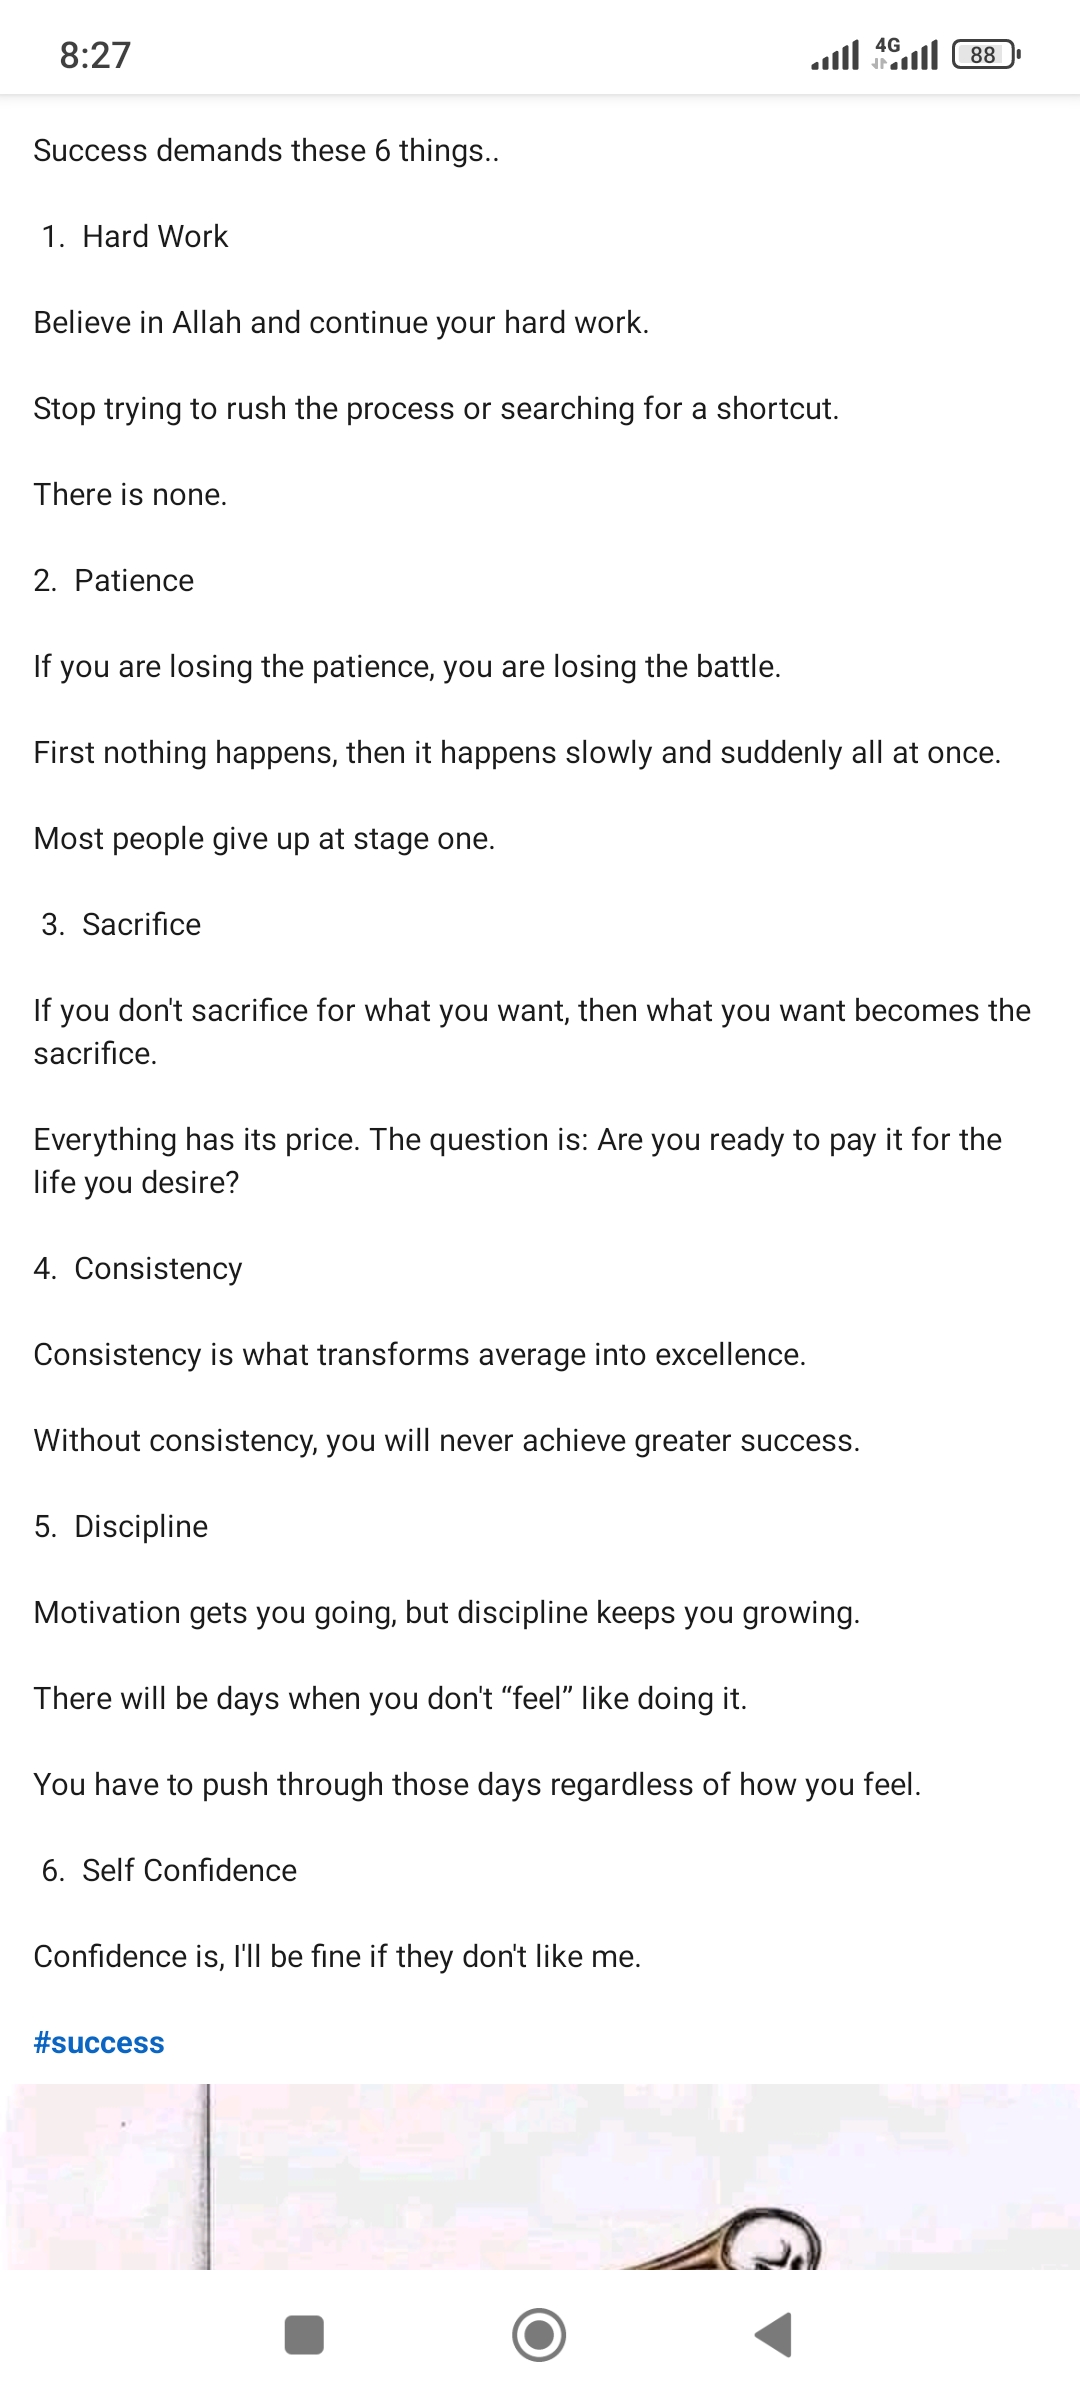 8:27
4G
88
Success demands these 6 things..
1. Hard Work
Believe in Allah and continue your hard work.
Stop trying to rush the process or searching for a shortcut.
There is none.
2. Patience
If you are losing the patience, you are losing the battle.
First nothing happens, then it happens slowly and suddenly all at once.
Most people give up at stage one.
3. Sacrifice
If you don't sacrifice for what you want, then what you want becomes the
sacrifice.
Everything has its price. The question is: Are you ready to pay it for the
life you desire?
4. Consistency
Consistency is what transforms average into excellence.
Without consistency, you will never achieve greater success.
5. Discipline
Motivation gets you going, but discipline keeps you growing.
There will be days when you don't “feel” like doing it.
You have to push through those days regardless of how you feel.
6. Self Confidence
Confidence is, I'll be fine if they don't like me.
#success